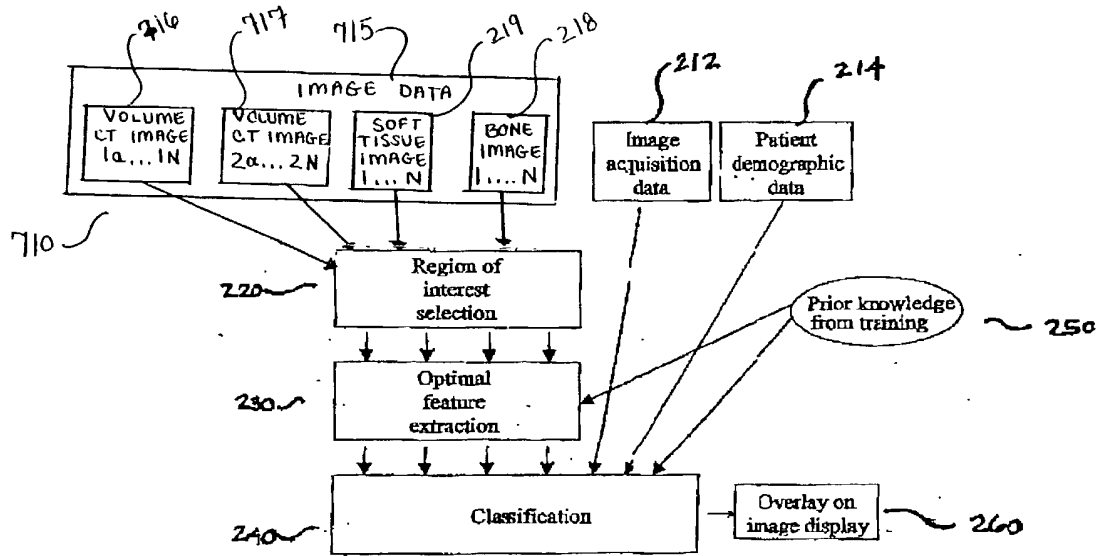 716
717
715
219
218
212
214
IMAGE DATA
VOLUME
CT IMAGE
1a...1N
VOLUME
CT IMAGE
2a...2N
SOFT
TISSUE
IMAGE
1...N
BONE
IMAGE
1....N
Image
acquisition
data
Patient
demographic
data
710
220
Region of
interest
selection
Prior knowledge
from training
250
230
Optimal
feature
extraction
240
Classification
Overlay on
image display
260